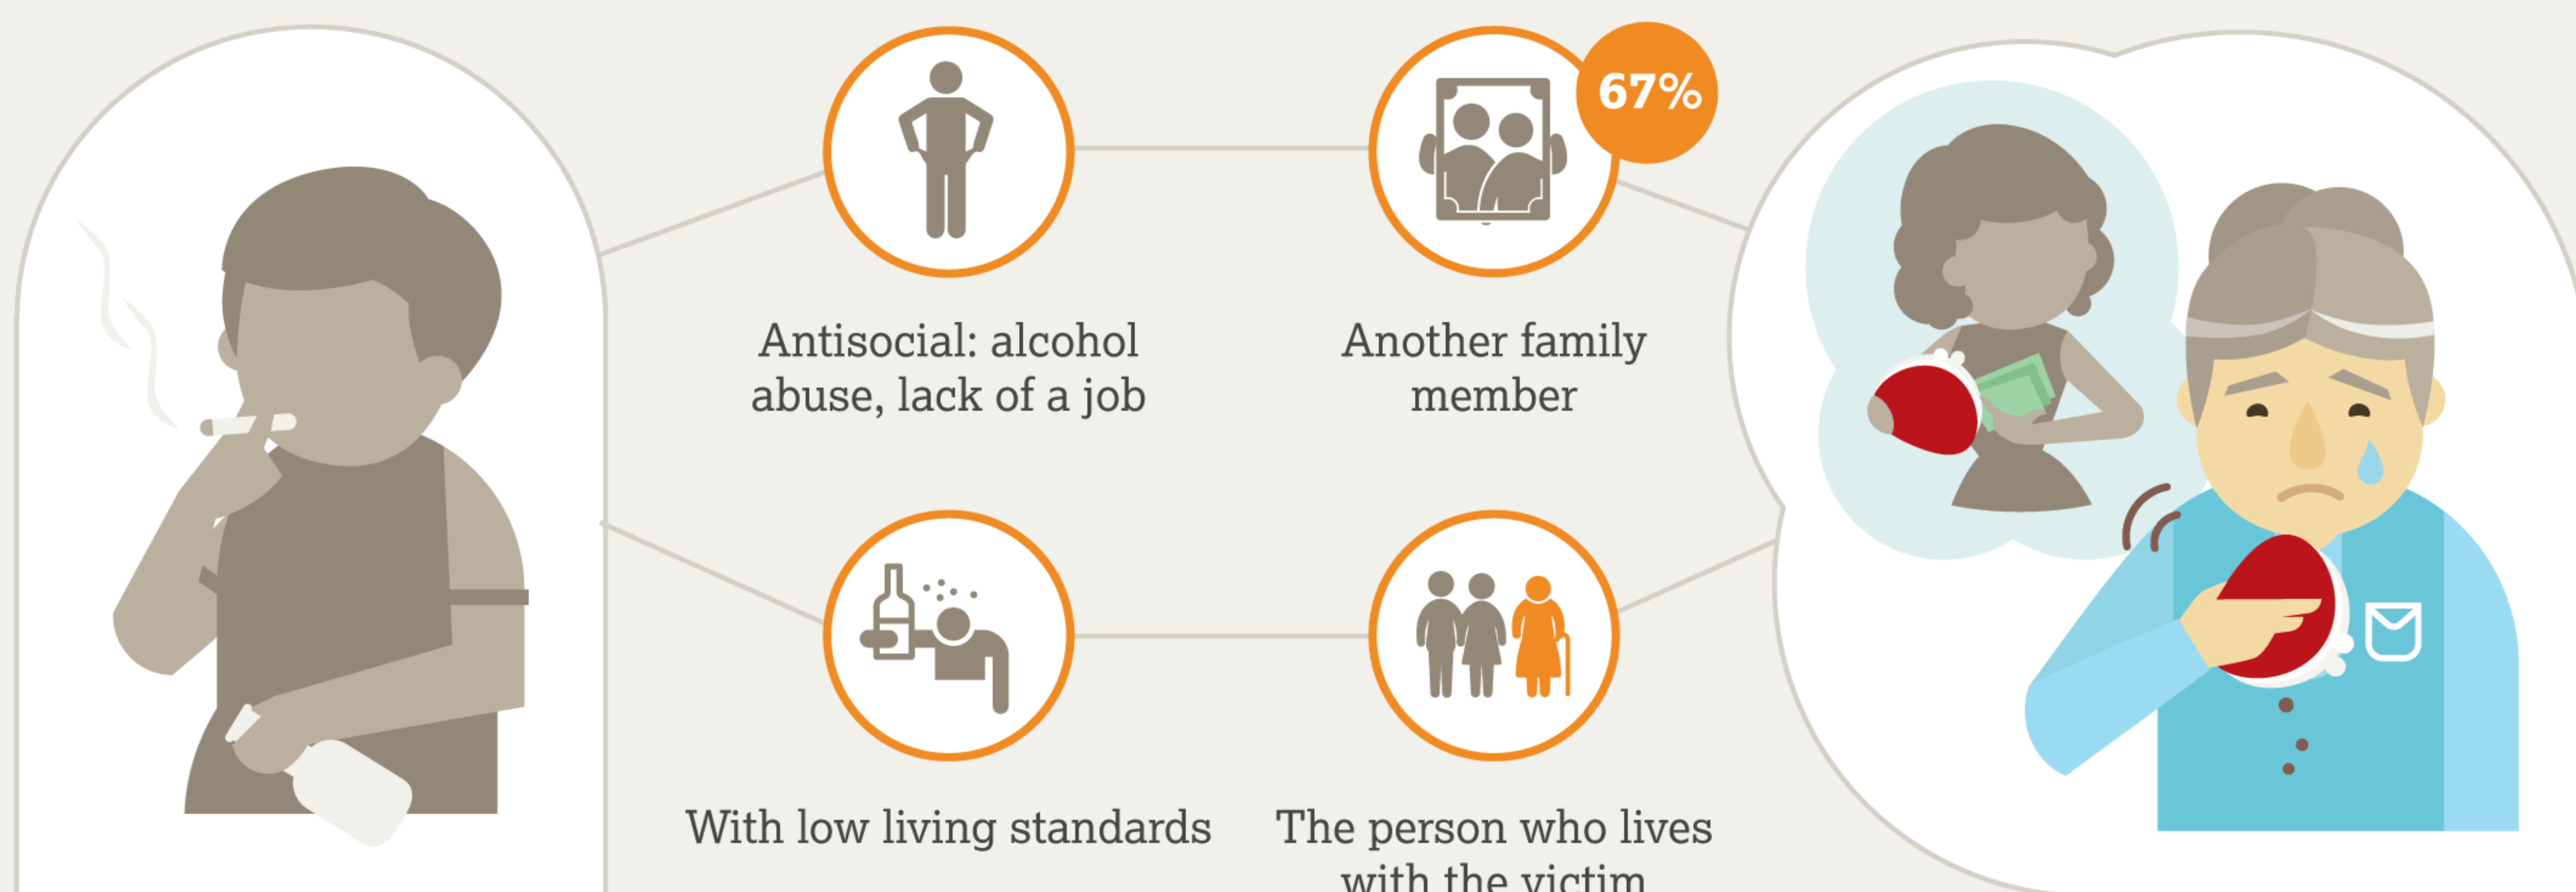 67%
Antisocial: alcohol
abuse, lack of a job
Another family
member
With low living standards
The person who lives
with the victim